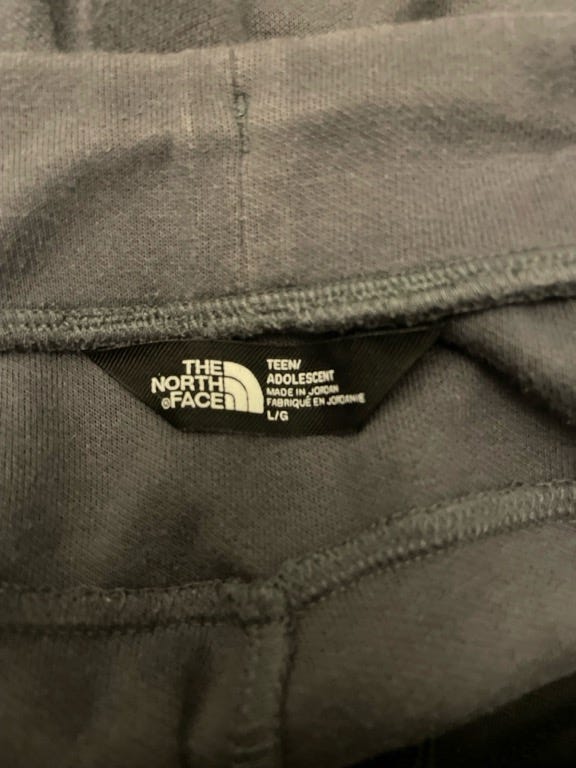 THE
NORTH
®FACE
TEEN/
ADOLESCENT
MADE IN JORDAN
FABRIQUÉ EN JORDANIE
L/G